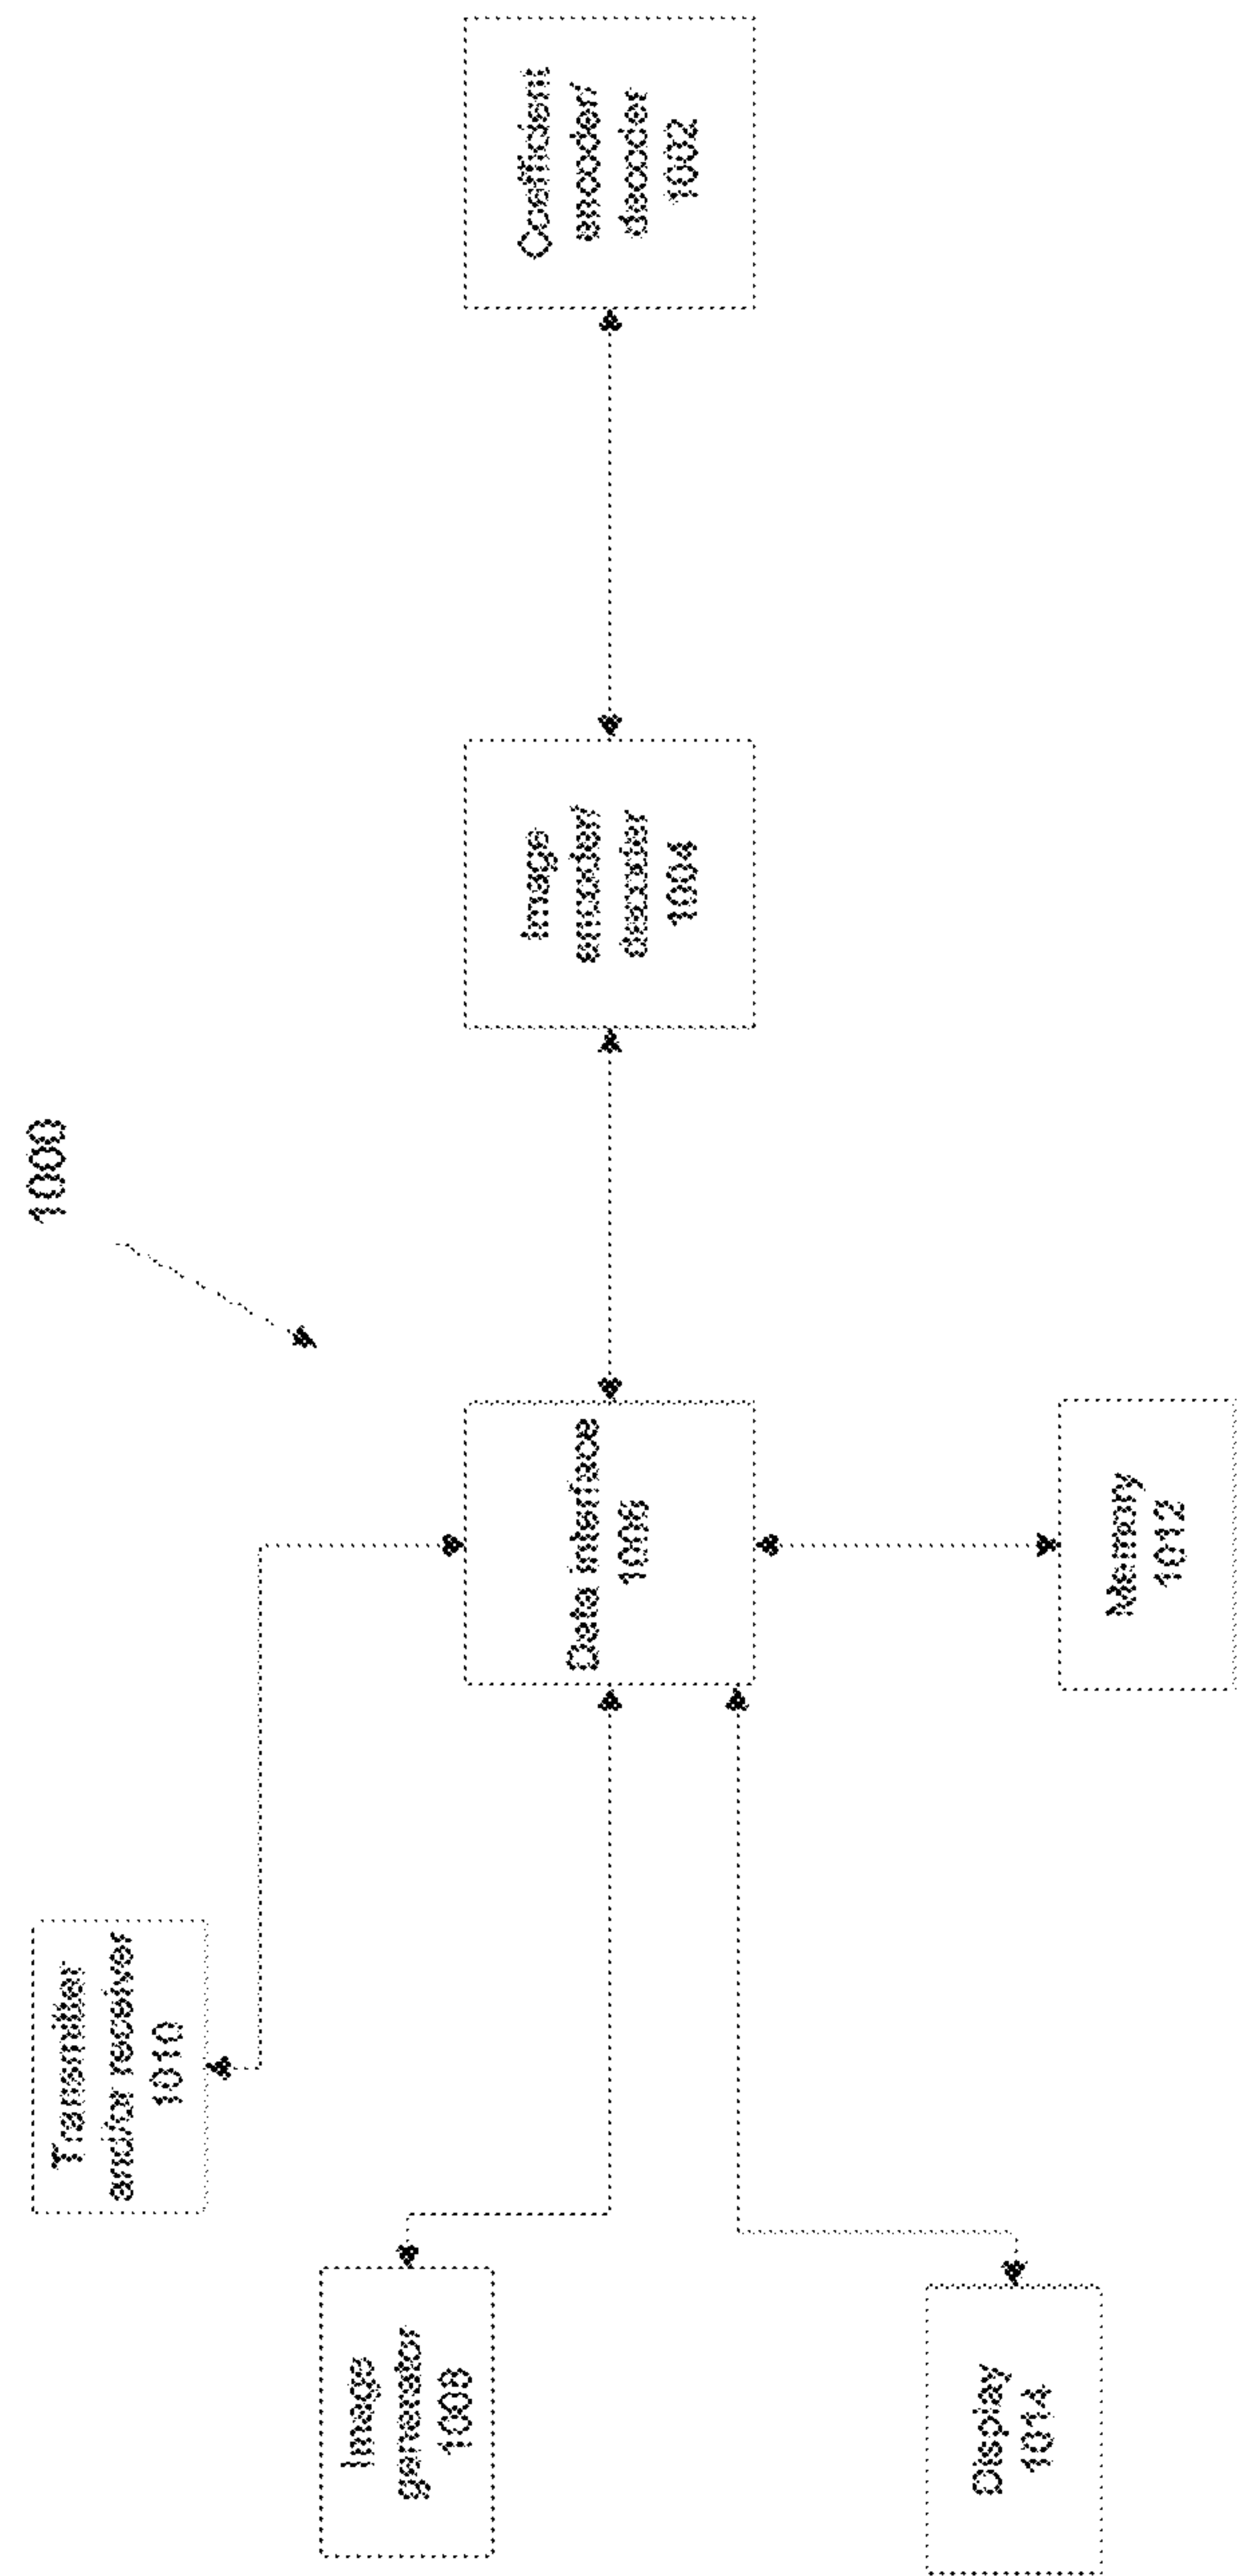 1000
Transmitter
and/or receiver
1010
Image
generator
1008
Data interface
1006
Image
encoder/
decoder
1004
Coefficient
encoder/
decoder
1002
Display
1014
Memory
1012